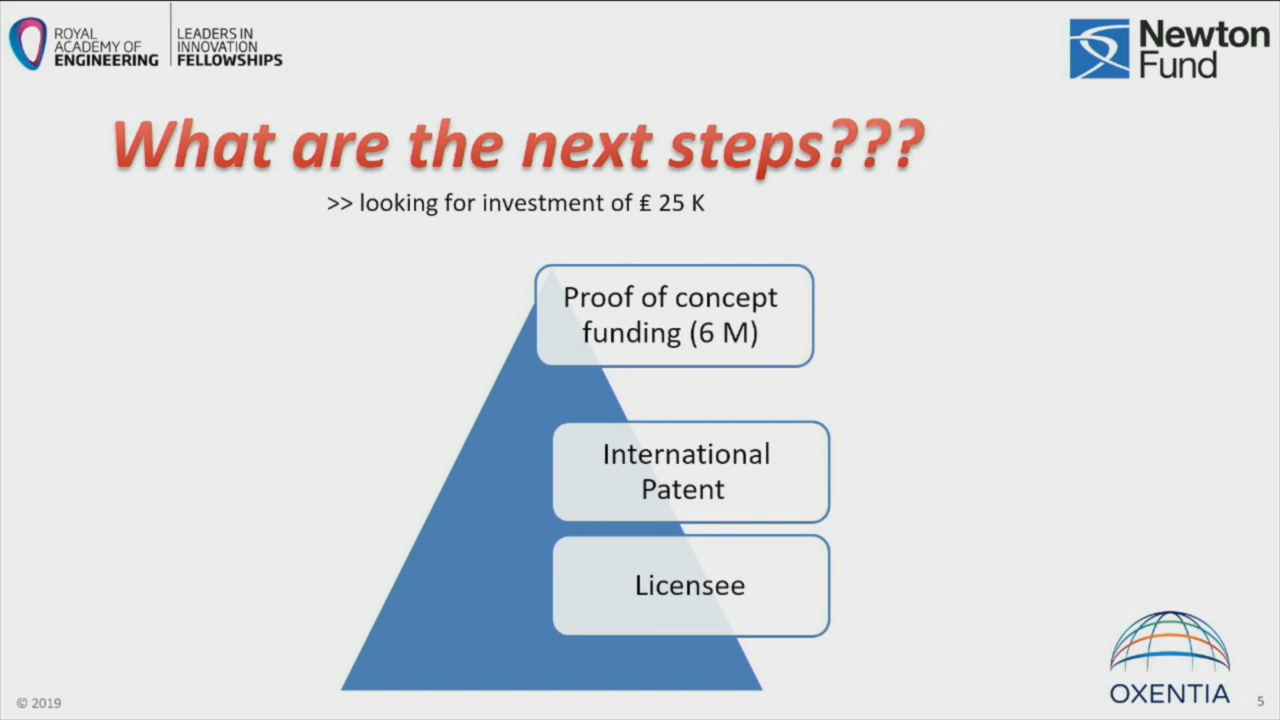 ROYAL
ACADEMY OF
ENGINEERING
LEADERS IN
INNOVATION
FELLOWSHIPS
Newton
Fund
What are the next steps???
>> looking for investment of ₤ 25 K
Proof of concept
funding (6 M)
International
Patent
Licensee
OXENTIA
© 2019
5